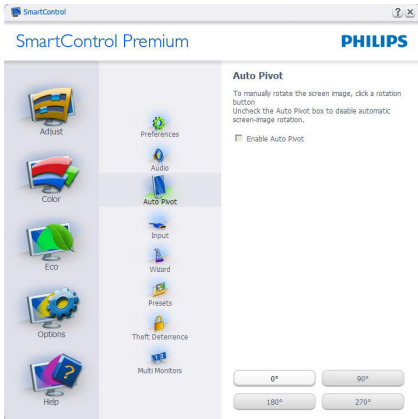 SmartControl
SmartControl Premium
PHILIPS
Adjust
Color
Eco
Options
Help
Preferences
Audio
Auto Pivot
Input
Wizard
Presets
Theft Deterrence
Multi Monitors
Auto Pivot
To manually rotate the screen image, click a rotation
button
Uncheck the Auto Pivot box to disable automatic
screen-image rotation.
Enable Auto Pivot
0°
90°
180°
270°